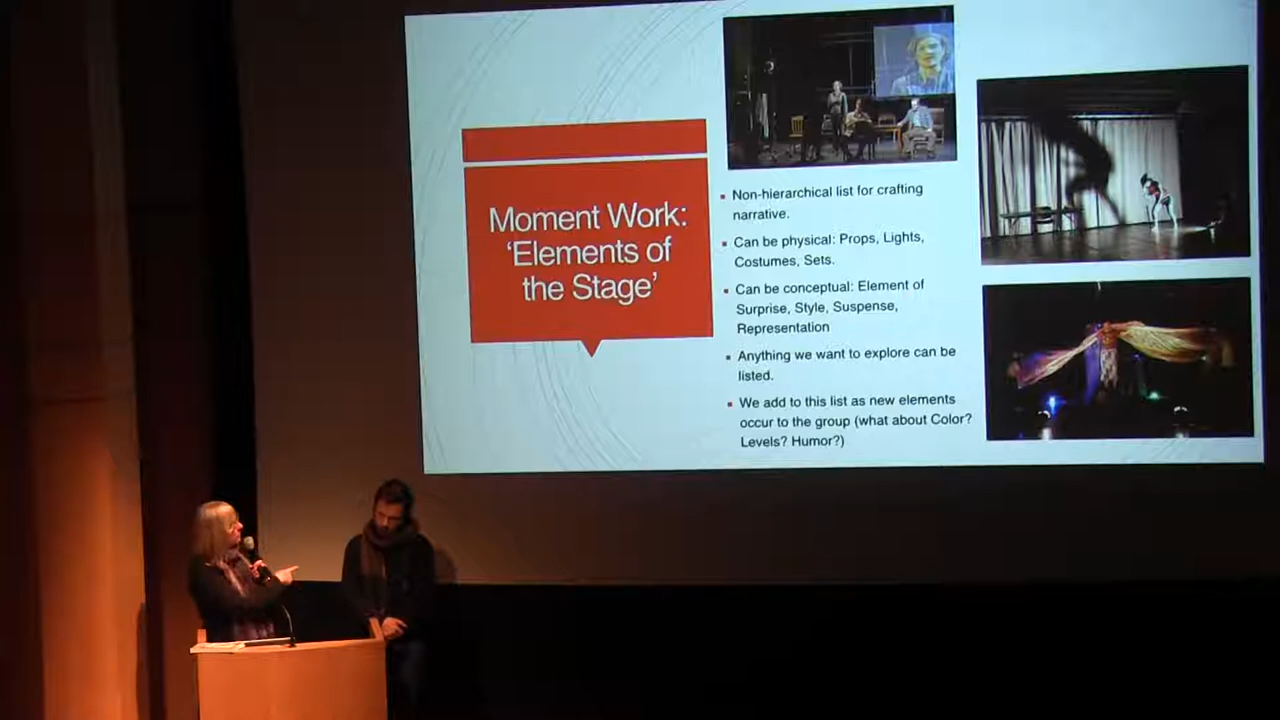 Moment Work:
‘Elements of
the Stage’
Non-hierarchical list for crafting
narrative.
Can be physical: Props, Lights,
Costumes, Sets.
Can be conceptual: Element of
Surprise, Style, Suspense,
Representation
Anything we want to explore can be
listed.
We add to this list as new elements
occur to the group (what about Color?
Levels? Humor?)